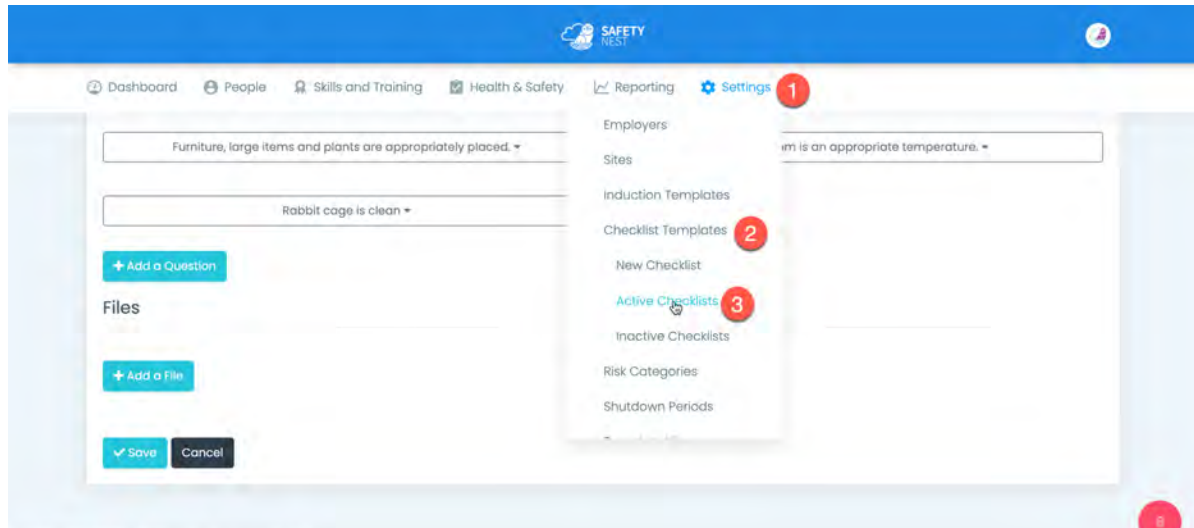 SAFETY
NEST
Dashboard People Skills and Training Health & Safety Reporting Settings 1
Employers
Furniture, large items and plants are appropriately placed. m is an appropriate temperature.
Sites
Induction Templates
Rabbit cage is clean
Checklist Templates 2
+ Add a Question
New Checklist
Files
Active Checklists 3
Inactive Checklists
+ Add a File
Risk Categories
Shutdown Periods
Save Cancel